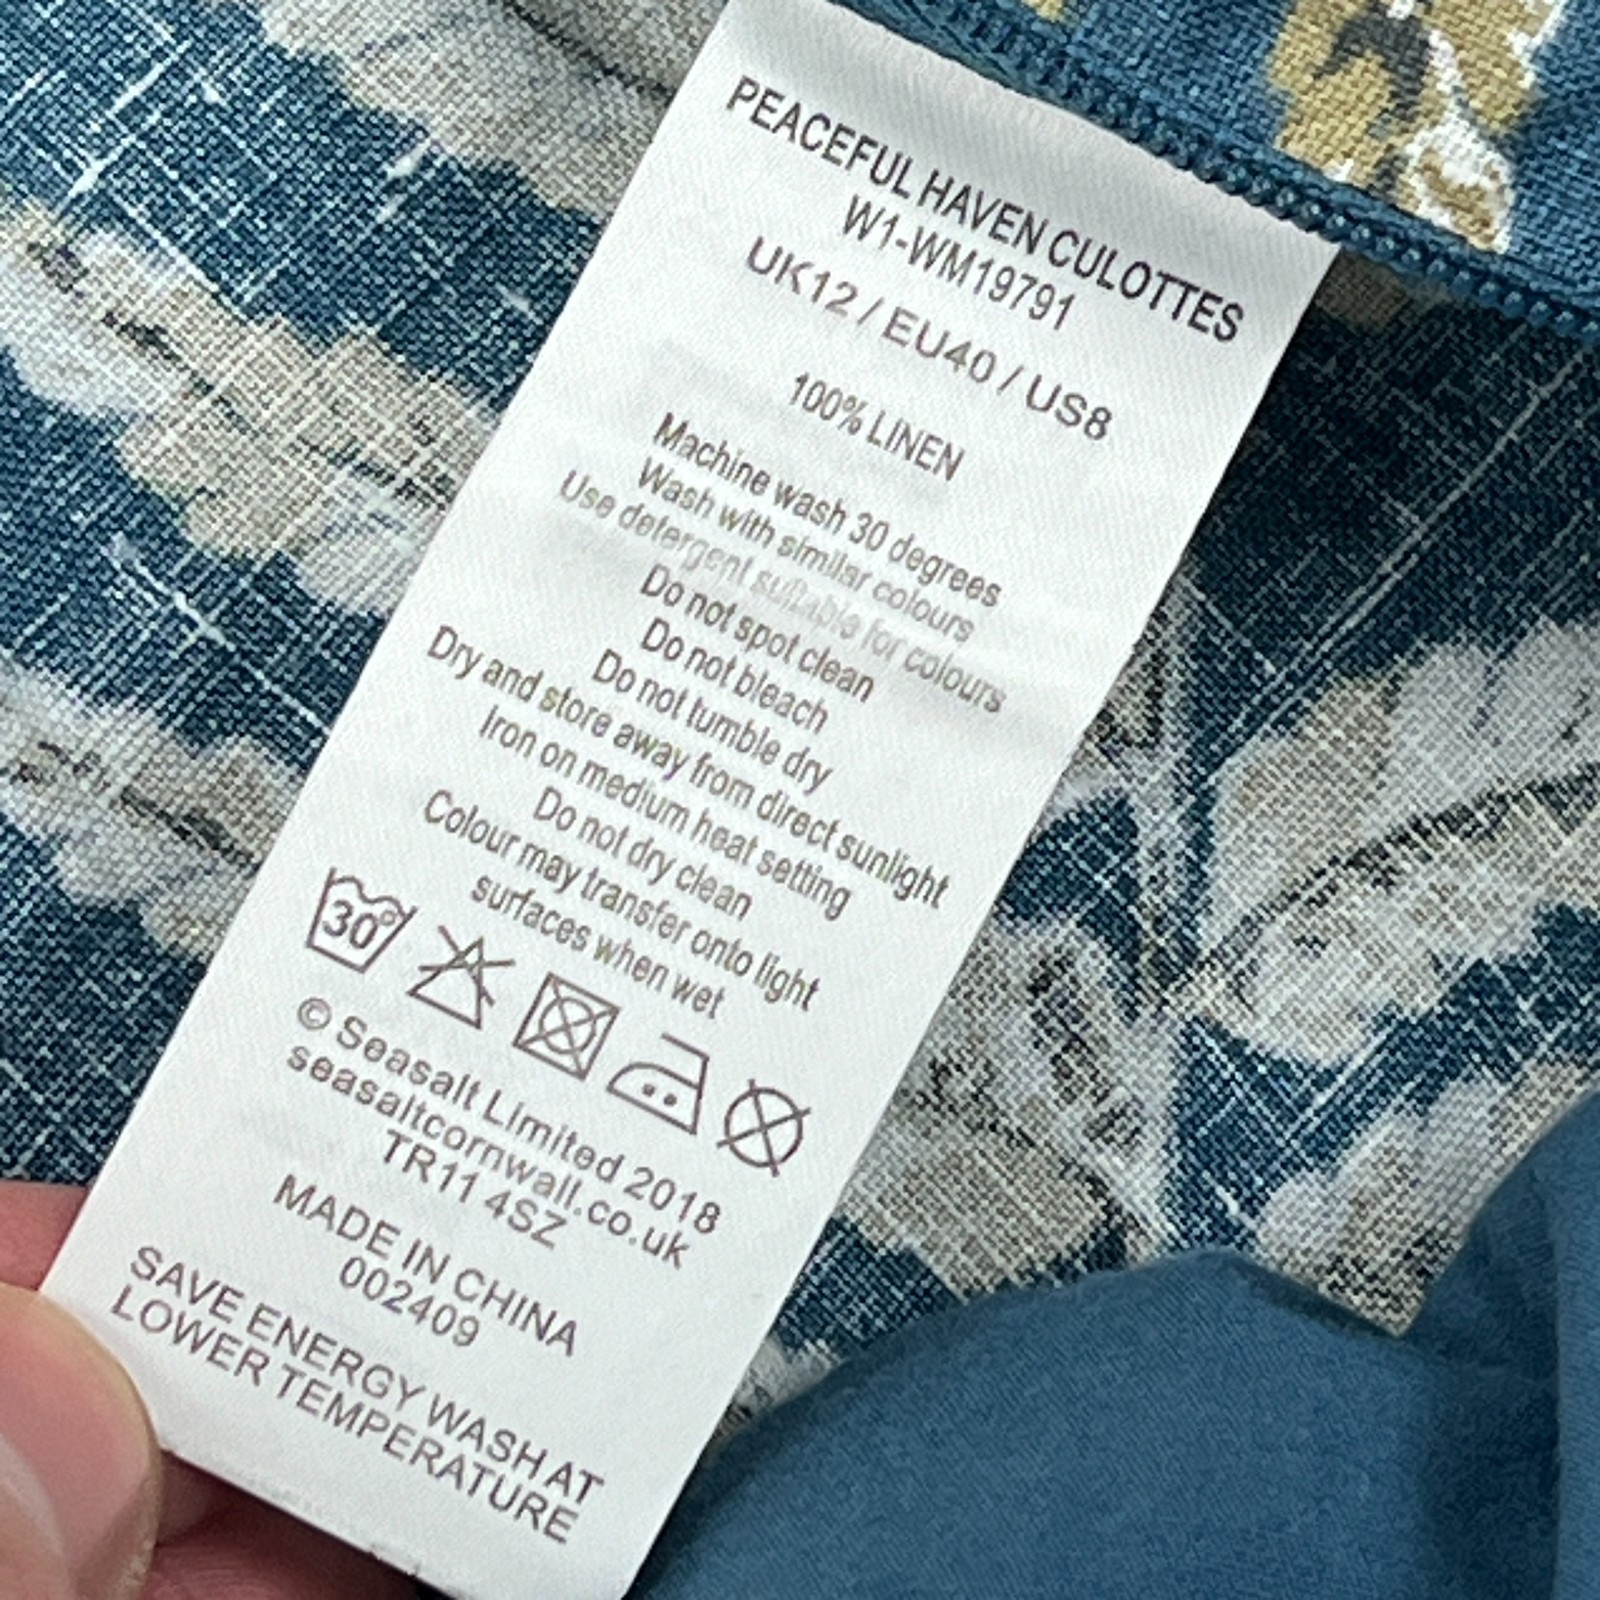 PEACEFUL HAVEN CULOTTES
W1-WM19791
UK12 / EU40 / US8
100% LINEN
Machine wash 30 degrees
Wash with similar colours
Use detergent suitable for colours
Do not spot clean
Do not bleach
Do not tumble dry
Dry and store away from direct sunlight
Iron on medium heat setting
Do not dry clean
Colour may transfer onto light
surfaces when wet
30°
© Seasalt Limited 2018
seasaltcornwall.co.uk
TR11 4SZ
MADE IN CHINA
002409
SAVE ENERGY WASH AT
LOWER TEMPERATURE